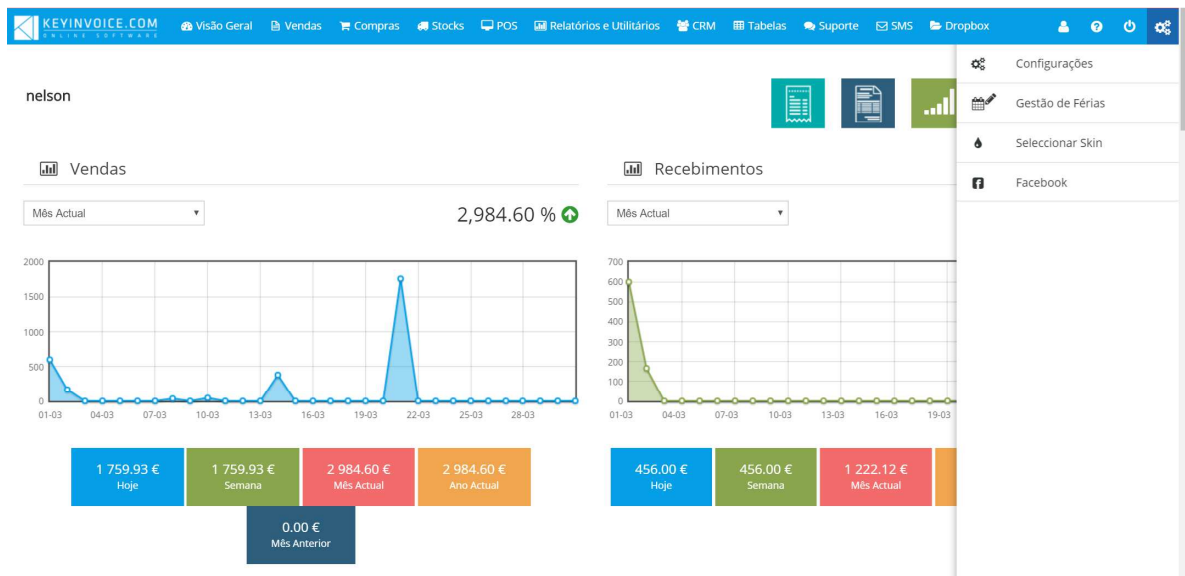 KEYINVOICE.COM
ONLINE SOFTWARE
Visão Geral
Vendas
Compras
Stocks
POS
Relatórios e Utilitários
CRM
Tabelas
Suporte
SMS
Dropbox
Configurações
Gestão de Férias
Seleccionar Skin
Facebook
nelson
Vendas
Mês Actual
2,984.60 %
2000
1500
1000
500
0
01-03 04-03 07-03 10-03 13-03 16-03 19-03 22-03 25-03 28-03
1 759.93 €
Hoje
1 759.93 €
Semana
2 984.60 €
Mês Actual
2 984.60 €
Ano Actual
0.00 €
Mês Anterior
Recebimentos
Mês Actual
700
600
500
400
300
200
100
0
01-03 04-03 07-03 10-03 13-03 16-03 19-03
456.00 €
Hoje
456.00 €
Semana
1 222.12 €
Mês Actual